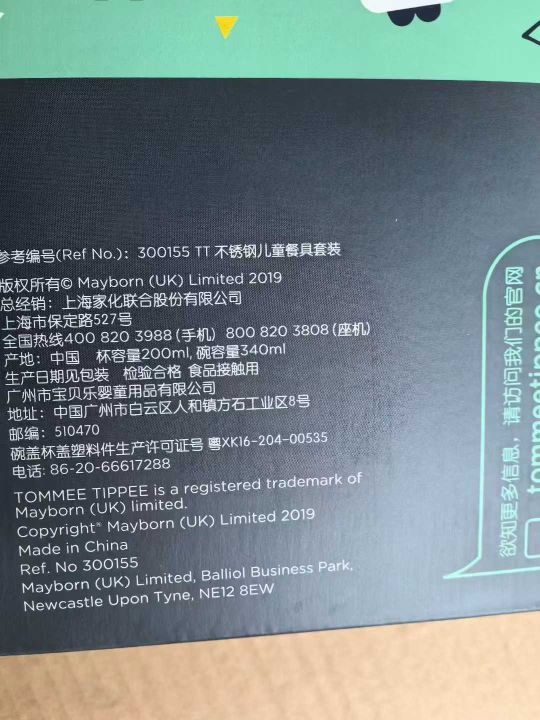 参考编号(Ref No.)：300155 TT 不锈钢儿童餐具套装
版权所有© Mayborn (UK) Limited 2019
总经销：上海家化联合股份有限公司
上海市保定路527号
全国热线400 820 3988(手机) 800 820 3808(座机)
产地：中国 杯容量200ml, 碗容量340ml
生产日期见包装 检验合格 食品接触用
广州市宝贝乐婴童用品有限公司
地址：中国广州市白云区人和镇方石工业区8号
邮编：510470
碗盖杯盖塑料件生产许可证号 粤XK16-204-00535
电话: 86-20-66617288
TOMMEE TIPPEE is a registered trademark of
Mayborn (UK) limited.
Copyright® Mayborn (UK) Limited 2019
Made in China
Ref. No 300155
Mayborn (UK) Limited, Balliol Business Park,
Newcastle Upon Tyne, NE12 8EW
欲知更多信息，请访问我们的官网
tommeetippee.cn